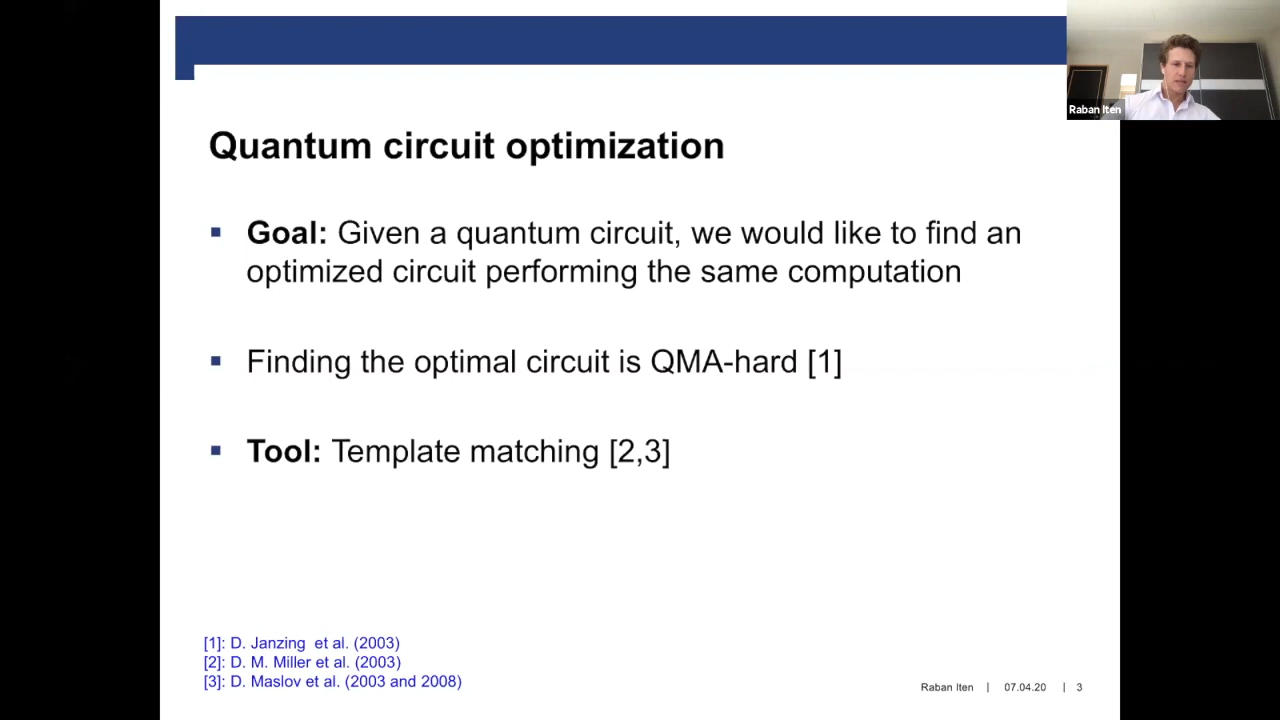 Raban Iten
Quantum circuit optimization
▪ Goal: Given a quantum circuit, we would like to find an
optimized circuit performing the same computation
▪ Finding the optimal circuit is QMA-hard [1]
▪ Tool: Template matching [2,3]
[1]: D. Janzing et al. (2003)
[2]: D. M. Miller et al. (2003)
[3]: D. Maslov et al. (2003 and 2008)
Raban Iten | 07.04.20 | 3